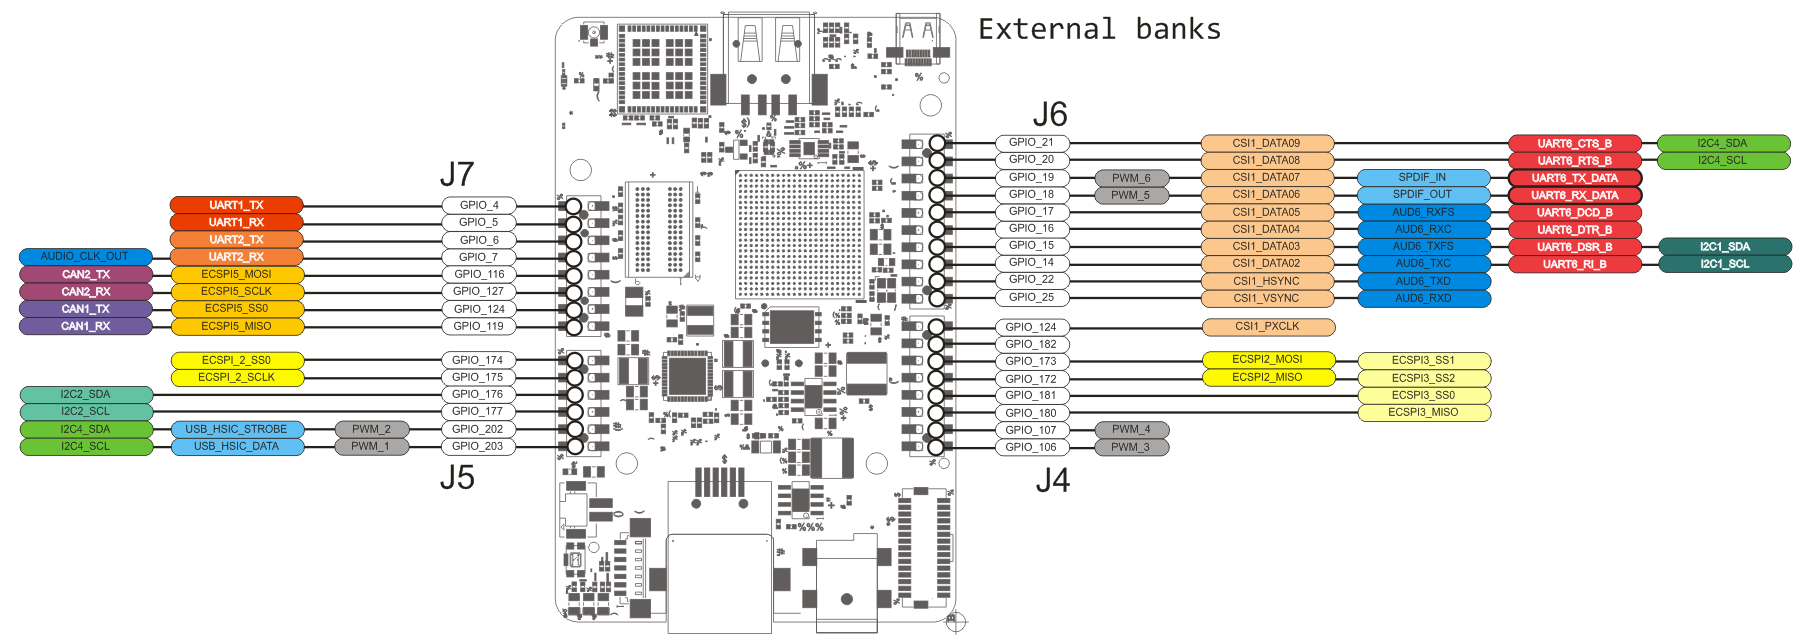 External banks
J7
UART1_TX GPIO_4
UART1_RX GPIO_5
UART2_TX GPIO_6
AUDIO_CLK_OUT UART2_RX GPIO_7
CAN2_TX ECSPI5_MOSI GPIO_116
CAN2_RX ECSPI5_SCLK GPIO_127
CAN1_TX ECSPI5_SS0 GPIO_124
CAN1_RX ECSPI5_MISO GPIO_119
ECSPI_2_SS0 GPIO_174
ECSPI_2_SCLK GPIO_175
I2C2_SDA GPIO_176
I2C2_SCL GPIO_177
I2C4_SDA USB_HSIC_STROBE PWM_2 GPIO_202
I2C4_SCL USB_HSIC_DATA PWM_1 GPIO_203
J5
J6
GPIO_21 CSI1_DATA09 UART6_CTS_B I2C4_SDA
GPIO_20 CSI1_DATA08 UART6_RTS_B I2C4_SCL
GPIO_19 PWM_6 CSI1_DATA07 SPDIF_IN UART6_TX_DATA
GPIO_18 PWM_5 CSI1_DATA06 SPDIF_OUT UART6_RX_DATA
GPIO_17 CSI1_DATA05 AUD6_RXFS UART6_DCD_B
GPIO_16 CSI1_DATA04 AUD6_RXC UART6_DTR_B
GPIO_15 CSI1_DATA03 AUD6_TXFS UART6_DSR_B I2C1_SDA
GPIO_14 CSI1_DATA02 AUD6_TXC UART6_RI_B I2C1_SCL
GPIO_22 CSI1_HSYNC AUD6_TXD
GPIO_25 CSI1_VSYNC AUD6_RXD
GPIO_124 CSI1_PXCLK
GPIO_182
GPIO_173 ECSPI2_MOSI ECSPI3_SS1
GPIO_172 ECSPI2_MISO ECSPI3_SS2
GPIO_181 ECSPI3_SS0
GPIO_180 ECSPI3_MISO
GPIO_107 PWM_4
GPIO_106 PWM_3
J4